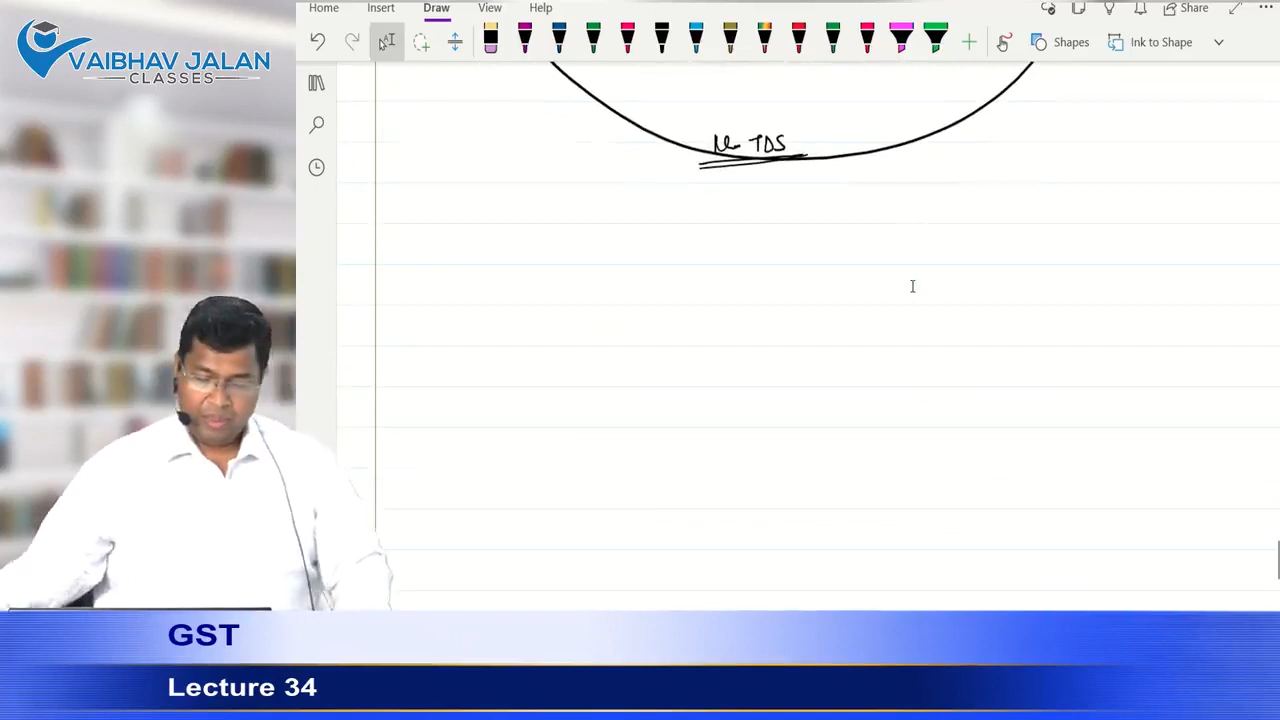 VAIBHAV JALAN
CLASSES
Home Insert Draw View Help
Share
Shapes
Ink to Shape
No TDS
GST
Lecture 34